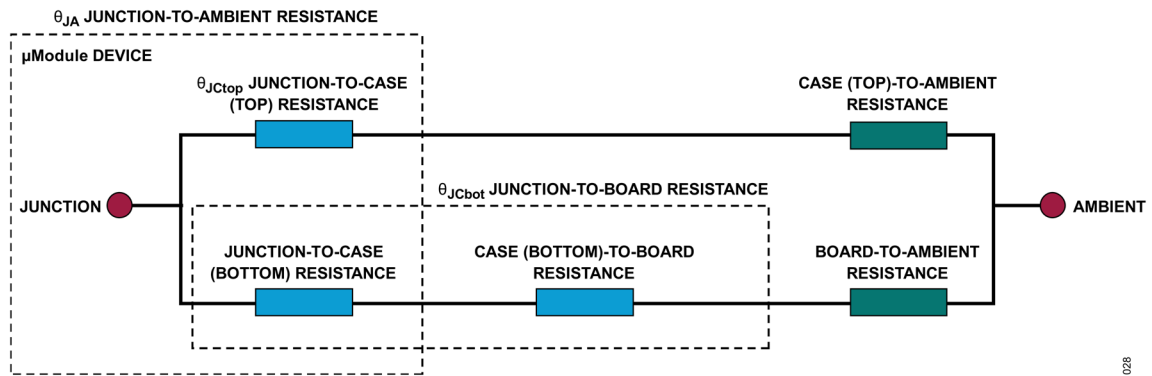 θJA JUNCTION-TO-AMBIENT RESISTANCE
µModule DEVICE
θJCtop JUNCTION-TO-CASE
(TOP) RESISTANCE
CASE (TOP)-TO-AMBIENT
RESISTANCE
θJCbot JUNCTION-TO-BOARD RESISTANCE
JUNCTION
AMBIENT
JUNCTION-TO-CASE
(BOTTOM) RESISTANCE
CASE (BOTTOM)-TO-BOARD
RESISTANCE
BOARD-TO-AMBIENT
RESISTANCE
028